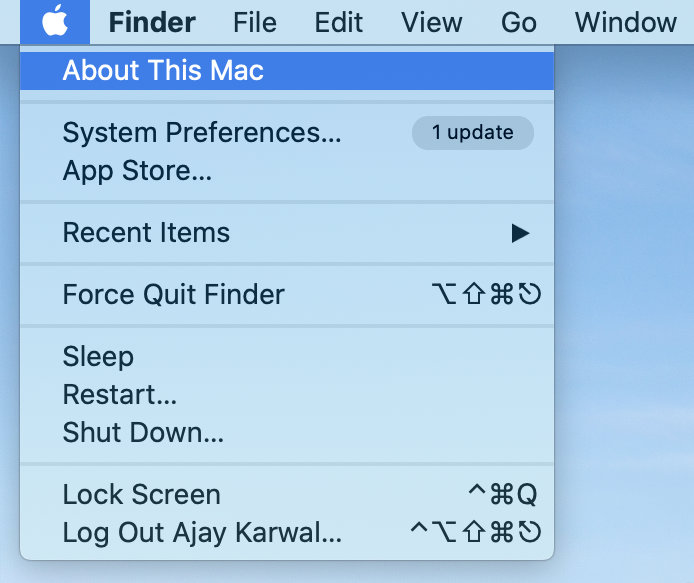 Finder File Edit View Go Window
About This Mac
System Preferences... 1 update
App Store...
Recent Items ▶
Force Quit Finder ⌥⇧⌘⎋
Sleep
Restart...
Shut Down...
Lock Screen ^⌘Q
Log Out Ajay Karwal... ^⌥⇧⌘⎋